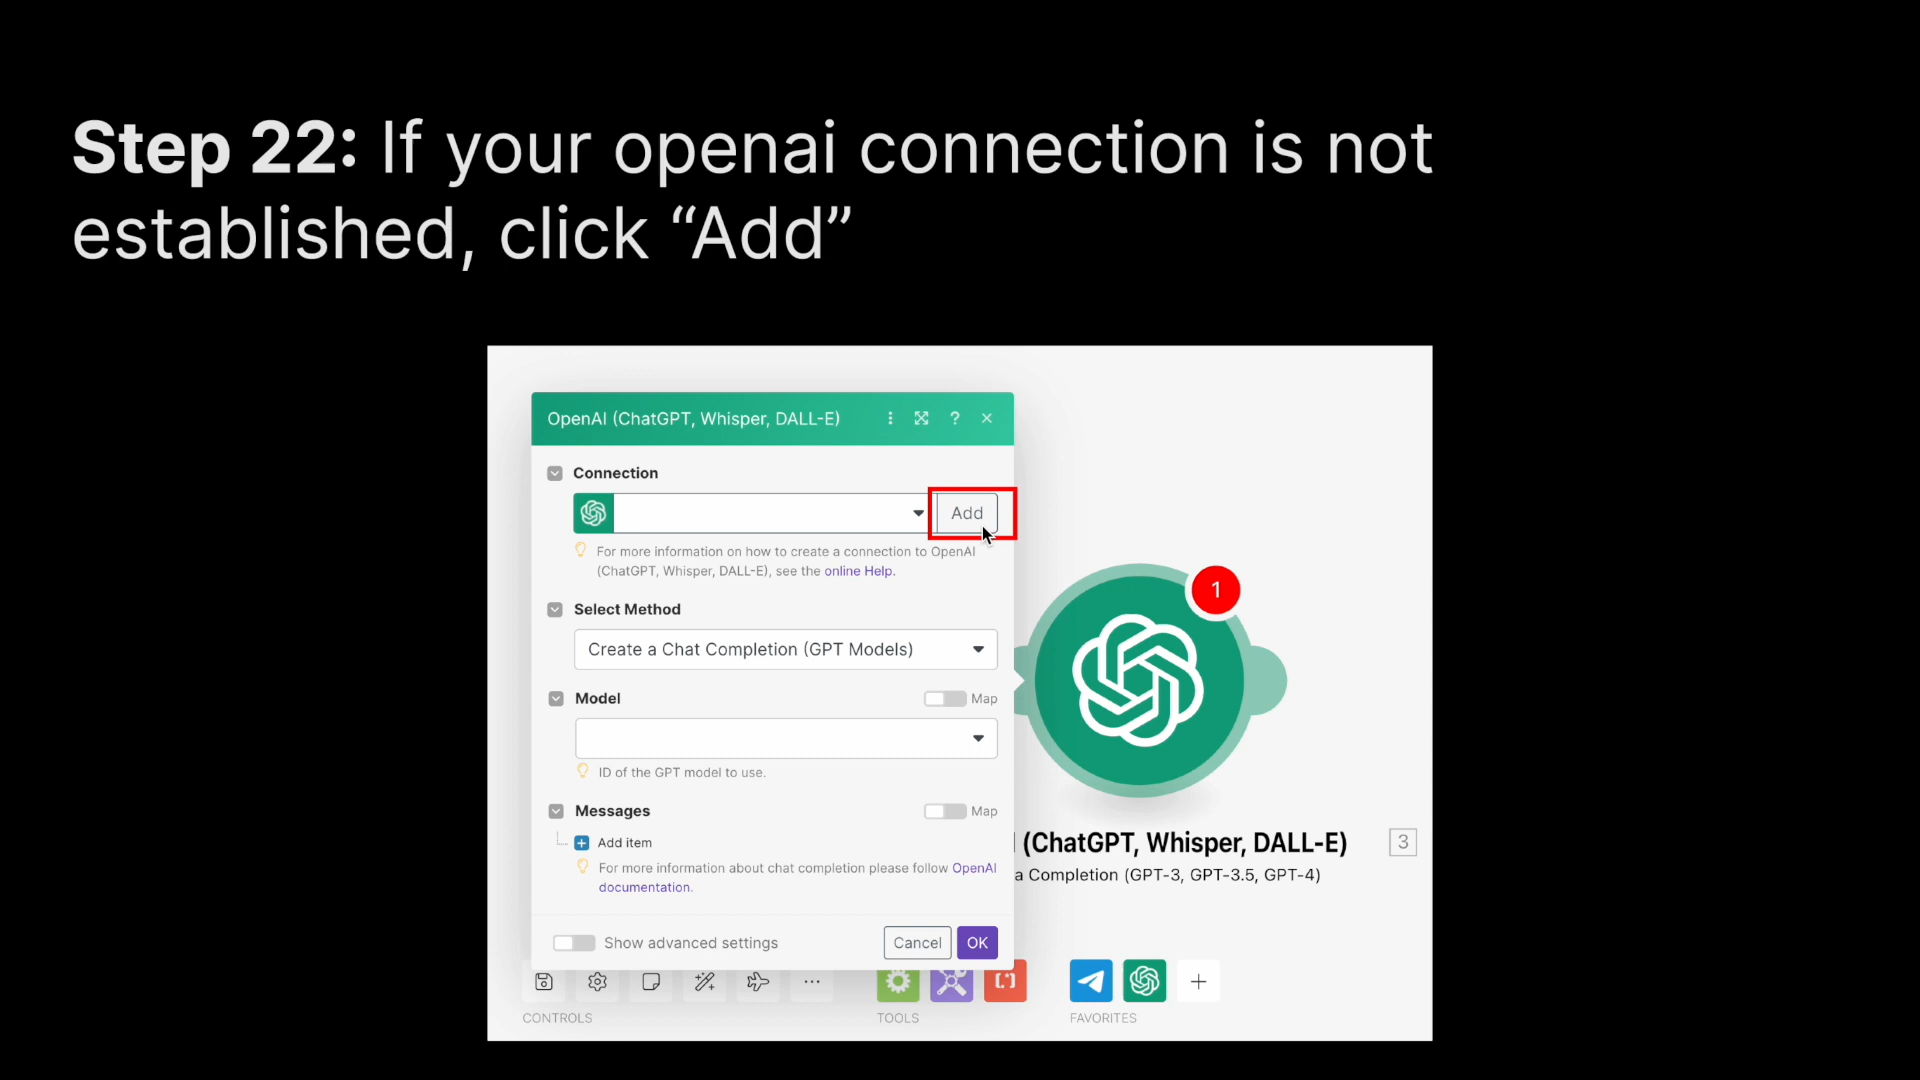 Step 22: If your openai connection is not
established, click “Add”
OpenAI (ChatGPT, Whisper, DALL-E)
?
Connection
Add
For more information on how to create a connection to OpenAI
(ChatGPT, Whisper, DALL-E), see the online Help.
Select Method
Create a Chat Completion (GPT Models)
Model
Map
ID of the GPT model to use.
Messages
Map
Add item
For more information about chat completion please follow OpenAI
documentation.
Show advanced settings
Cancel
OK
1
(ChatGPT, Whisper, DALL-E)
3
a Completion (GPT-3, GPT-3.5, GPT-4)
CONTROLS
TOOLS
FAVORITES